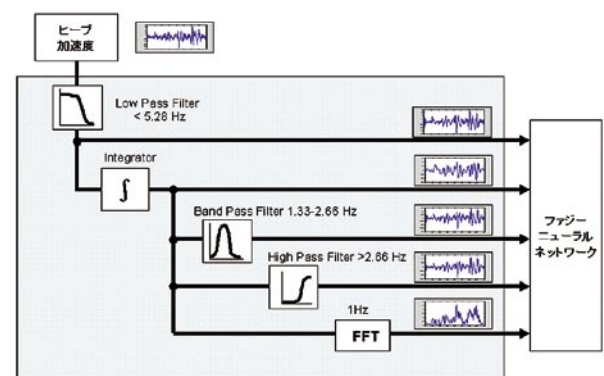 ヒーブ
加速度
Low Pass Filter
< 5.28 Hz
Integrator
∫
Band Pass Filter 1.33-2.66 Hz
High Pass Filter >2.66 Hz
1Hz
FFT
ファジー
ニューラル
ネットワーク